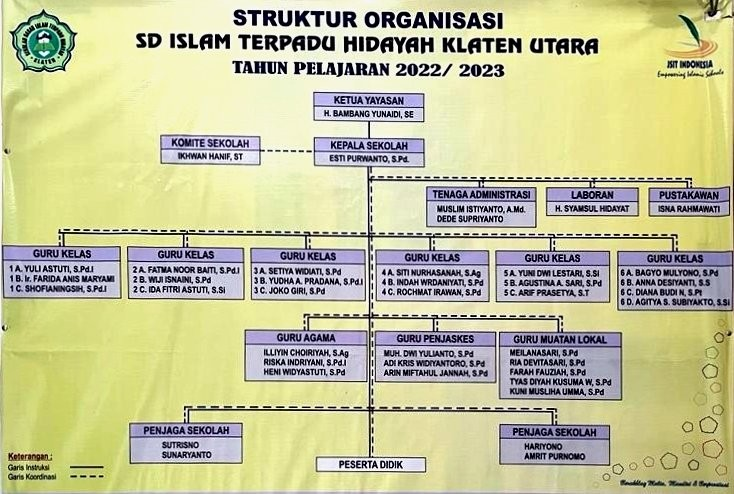 STRUKTUR ORGANISASI
SD ISLAM TERPADU HIDAYAH KLATEN UTARA
TAHUN PELAJARAN 2022/ 2023
KLATEN
JSIT INDONESIA
Empowering Islamic Schools
KETUA YAYASAN
H. BAMBANG YUNAIDI, SE
KOMITE SEKOLAH
IKHWAN HANIF, ST
KEPALA SEKOLAH
ESTI PURWANTO, S.Pd.
TENAGA ADMINISTRASI
MUSLIM ISTIYANTO, A.Md.
DEDE SUPRIYANTO
LABORAN
H. SYAMSUL HIDAYAT
PUSTAKAWAN
ISNA RAHMAWATI
GURU KELAS
1 A. YULI ASTUTI, S.Pd.I
1 B. Ir. FARIDA ANIS MARYAMI
1 C. SHOFIANINGSIH, S.Pd.I
GURU KELAS
2 A. FATMA NOOR BAITI, S.Pd.I
2 B. WIJI ISNAINI, S.Pd
2 C. IDA FITRI ASTUTI, S.Si
GURU KELAS
3 A. SETIYA WIDIATI, S.Pd
3 B. YUDHA A. PRADANA, S.Pd.I
3 C. JOKO GIRI, S.Pd
GURU KELAS
4 A. SITI NURHASANAH, S.Ag
4 B. INDAH WRDANIYATI, S.Pd
4 C. ROCHMAT IRAWAN, S.Pd
GURU KELAS
5 A. YUNI DWI LESTARI, S.Si
5 B. AGUSTINA A. SARI, S.Pd
5 C. ARIF PRASETYA, S.T
GURU KELAS
6 A. BAGYO MULYONO, S.Pd
6 B. ANNA DESIYANTI, S.S
6 C. DIANA BUDI N, S.Pt
6 D. AGITYA S. SUBIYAKTO, S.Si
GURU AGAMA
ILLIYIN CHOIRIYAH, S.Ag
RISKA INDRIYANI, S.Pd.I
HENI WIDYASTUTI, S.Pd
GURU PENJASKES
MUH. DWI YULIANTO, S.Pd
ADI KRIS WIDIYANTORO, S.Pd
ARIN MIFTAHUL JANNAH, S.Pd
GURU MUATAN LOKAL
MEILANASARI, S.Pd
RIA DEVITASARI, S.Pd
FARAH FAUZIAH, S.Pd
TYAS DIYAH KUSUMA W, S.Pd
KUNI MUSLIHA UMMA, S.Pd
PENJAGA SEKOLAH
SUTRISNO
SUNARYANTO
PENJAGA SEKOLAH
HARIYONO
AMRIT PURNOMO
PESERTA DIDIK
Keterangan :
Garis Instruksi
Garis Koordinasi